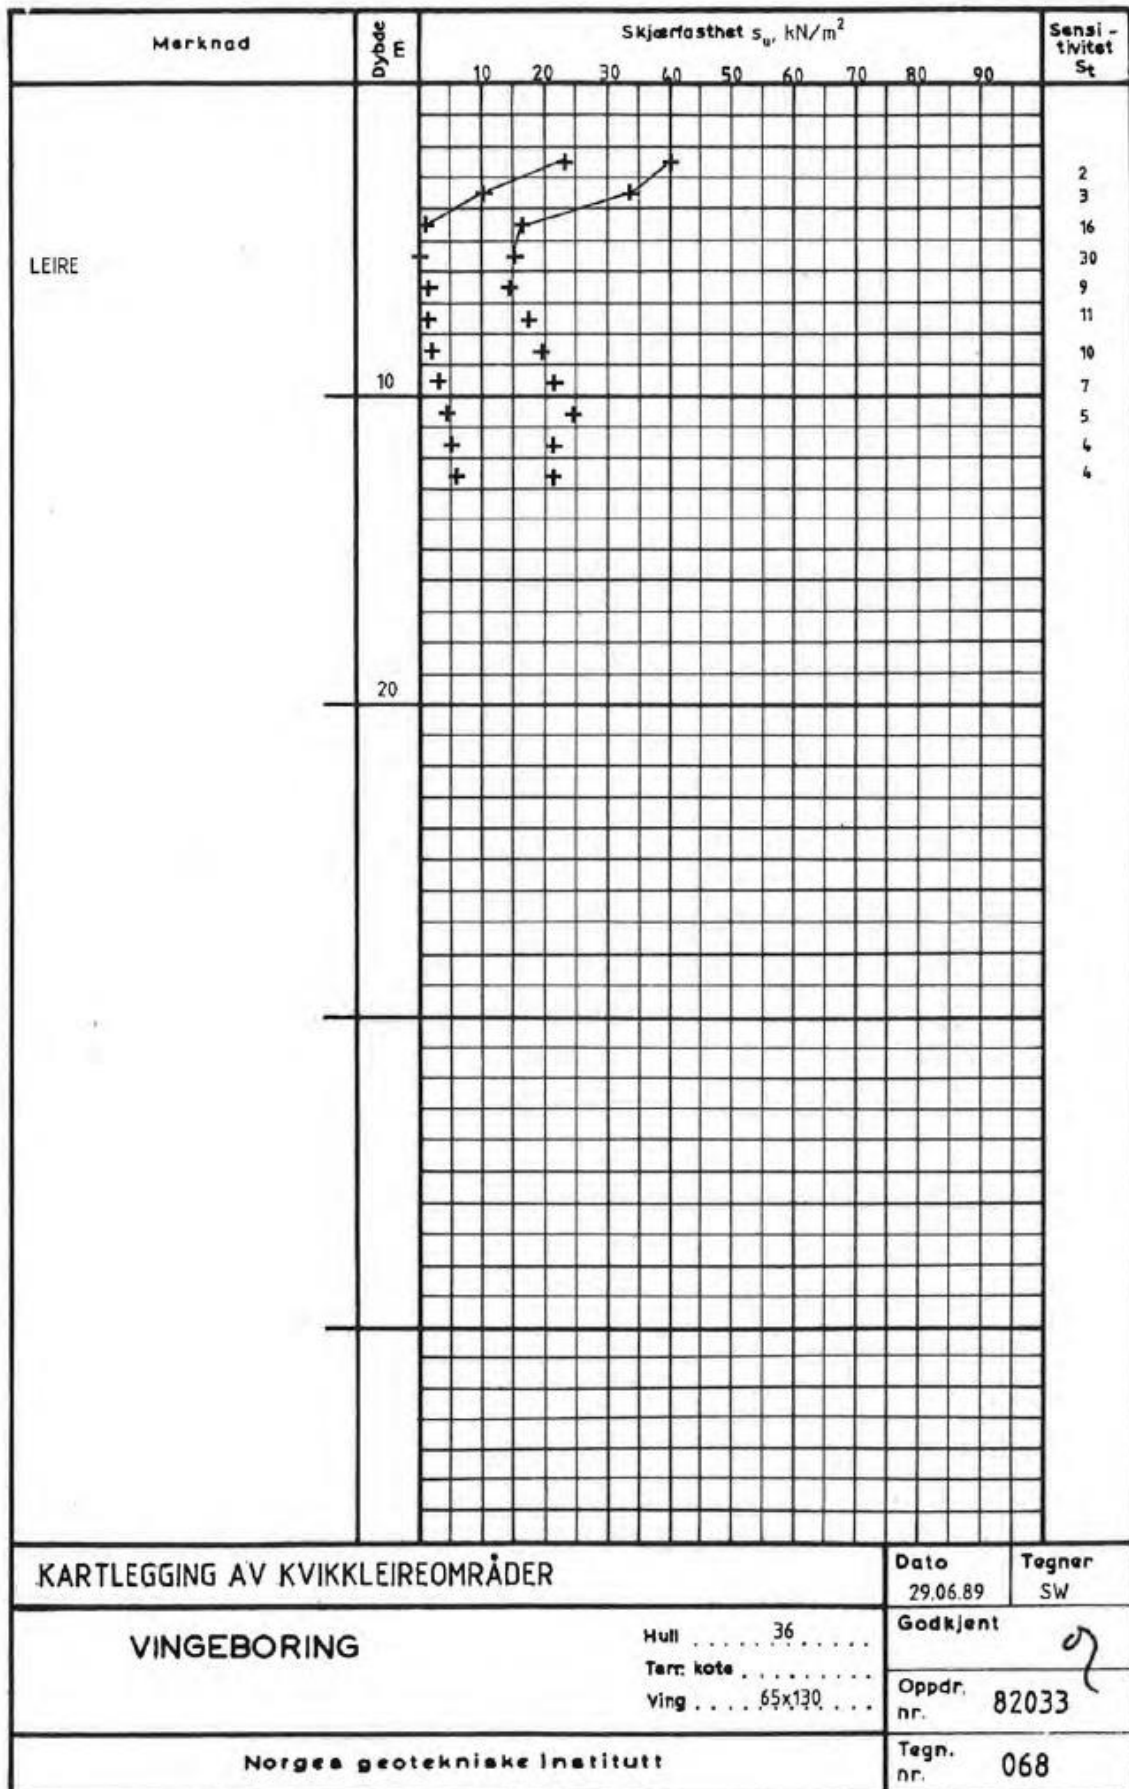 Merknad
Dybde
m
Skjærfasthet su, kN/m²
Sensi-
tivitet
St
10 20 30 40 50 60 70 80 90
2
3
16
LEIRE
30
9
11
10
10
7
5
4
4
20
KARTLEGGING AV KVIKKLEIREOMRÅDER
Dato
29.06.89
Tegner
SW
VINGEBORING
Hull . . . . . 36 . . . . .
Terr. kote . . . . . . . . .
Ving . . . . 65x130 . . . .
Godkjent
Oppdr.
nr. 82033
Norges geotekniske institutt
Tegn.
nr. 068